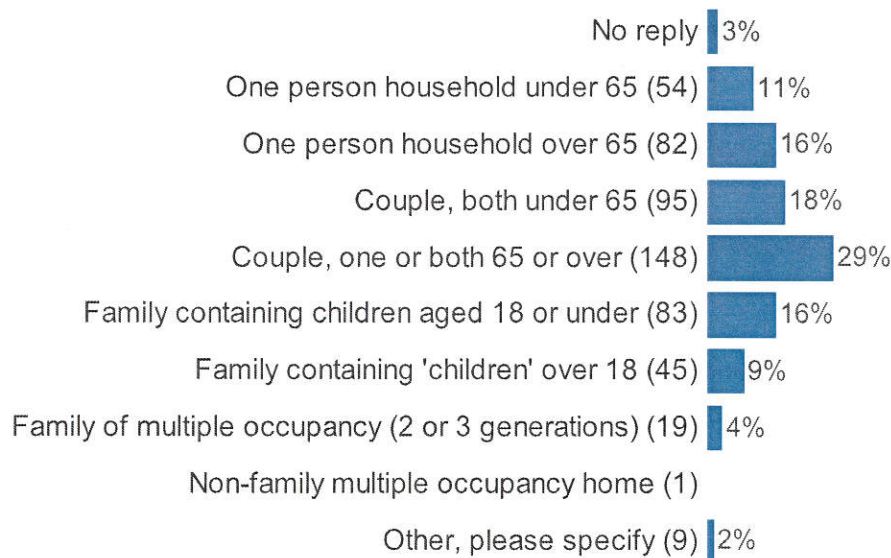 No reply 3%
One person household under 65 (54) 11%
One person household over 65 (82) 16%
Couple, both under 65 (95) 18%
Couple, one or both 65 or over (148) 29%
Family containing children aged 18 or under (83) 16%
Family containing 'children' over 18 (45) 9%
Family of multiple occupancy (2 or 3 generations) (19) 4%
Non-family multiple occupancy home (1)
Other, please specify (9) 2%